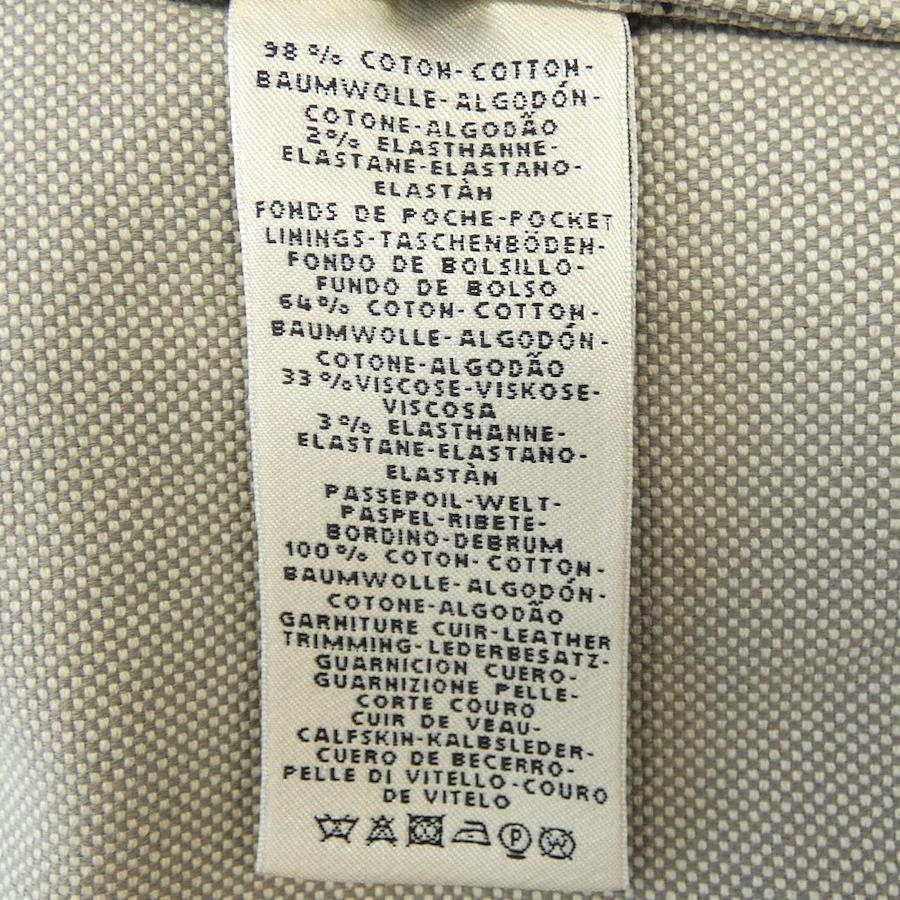 98% COTON-COTTON-
BAUMWOLLE-ALGODÓN-
COTONE-ALGODÃO
2% ELASTHANNE-
ELASTANE-ELASTANO-
ELASTÀN
FONDS DE POCHE-POCKET
LININGS-TASCHENBÖDEN-
FONDO DE BOLSILLO-
FUNDO DE BOLSO
64% COTON-COTTON-
BAUMWOLLE-ALGODÓN-
COTONE-ALGODÃO
33%VISCOSE-VISKOSE-
VISCOSA
3% ELASTHANNE-
ELASTANE-ELASTANO-
ELASTÀN
PASSEPOIL-WELT-
PASPEL-RIBETE-
BORDINO-DEBRUM
100% COTON-COTTON-
BAUMWOLLE-ALGODÓN-
COTONE-ALGODÃO
GARNITURE CUIR-LEATHER
TRIMMING-LEDERBESATZ-
GUARNICION CUERO-
GUARNIZIONE PELLE-
CORTE COURO
CUIR DE VEAU-
CALFSKIN-KALBSLEDER-
CUERO DE BECERRO-
PELLE DI VITELLO-COURO
DE VITELO
P W